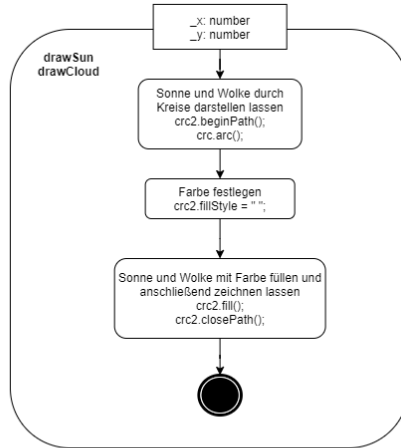 _x: number
_y: number
drawSun
drawCloud
Sonne und Wolke durch
Kreise darstellen lassen
crc2.beginPath();
crc.arc();
Farbe festlegen
crc2.fillStyle = " ";
Sonne und Wolke mit Farbe füllen und
anschließend zeichnen lassen
crc2.fill();
crc2.closePath();